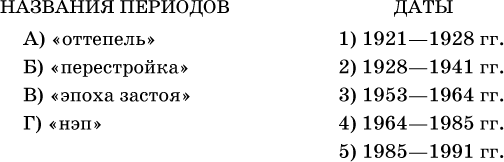 НАЗВАНИЯ ПЕРИОДОВ ДАТЫ
А) «оттепель» 1) 1921—1928 гг.
Б) «перестройка» 2) 1928—1941 гг.
В) «эпоха застоя» 3) 1953—1964 гг.
Г) «нэп» 4) 1964—1985 гг.
5) 1985—1991 гг.